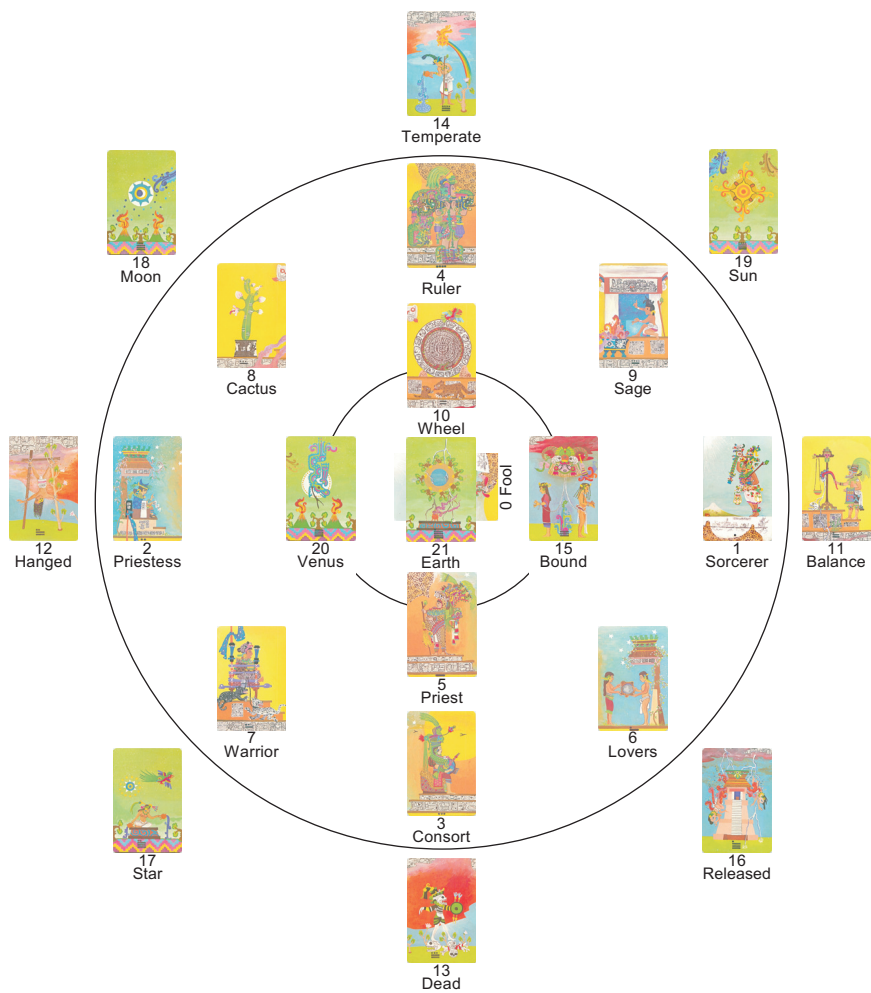 14
Temperate
18
Moon
19
Sun
4
Ruler
8
Cactus
9
Sage
10
Wheel
0 Fool
12
Hanged
2
Priestess
20
Venus
21
Earth
15
Bound
1
Sorcerer
11
Balance
5
Priest
7
Warrior
6
Lovers
3
Consort
17
Star
16
Released
13
Dead